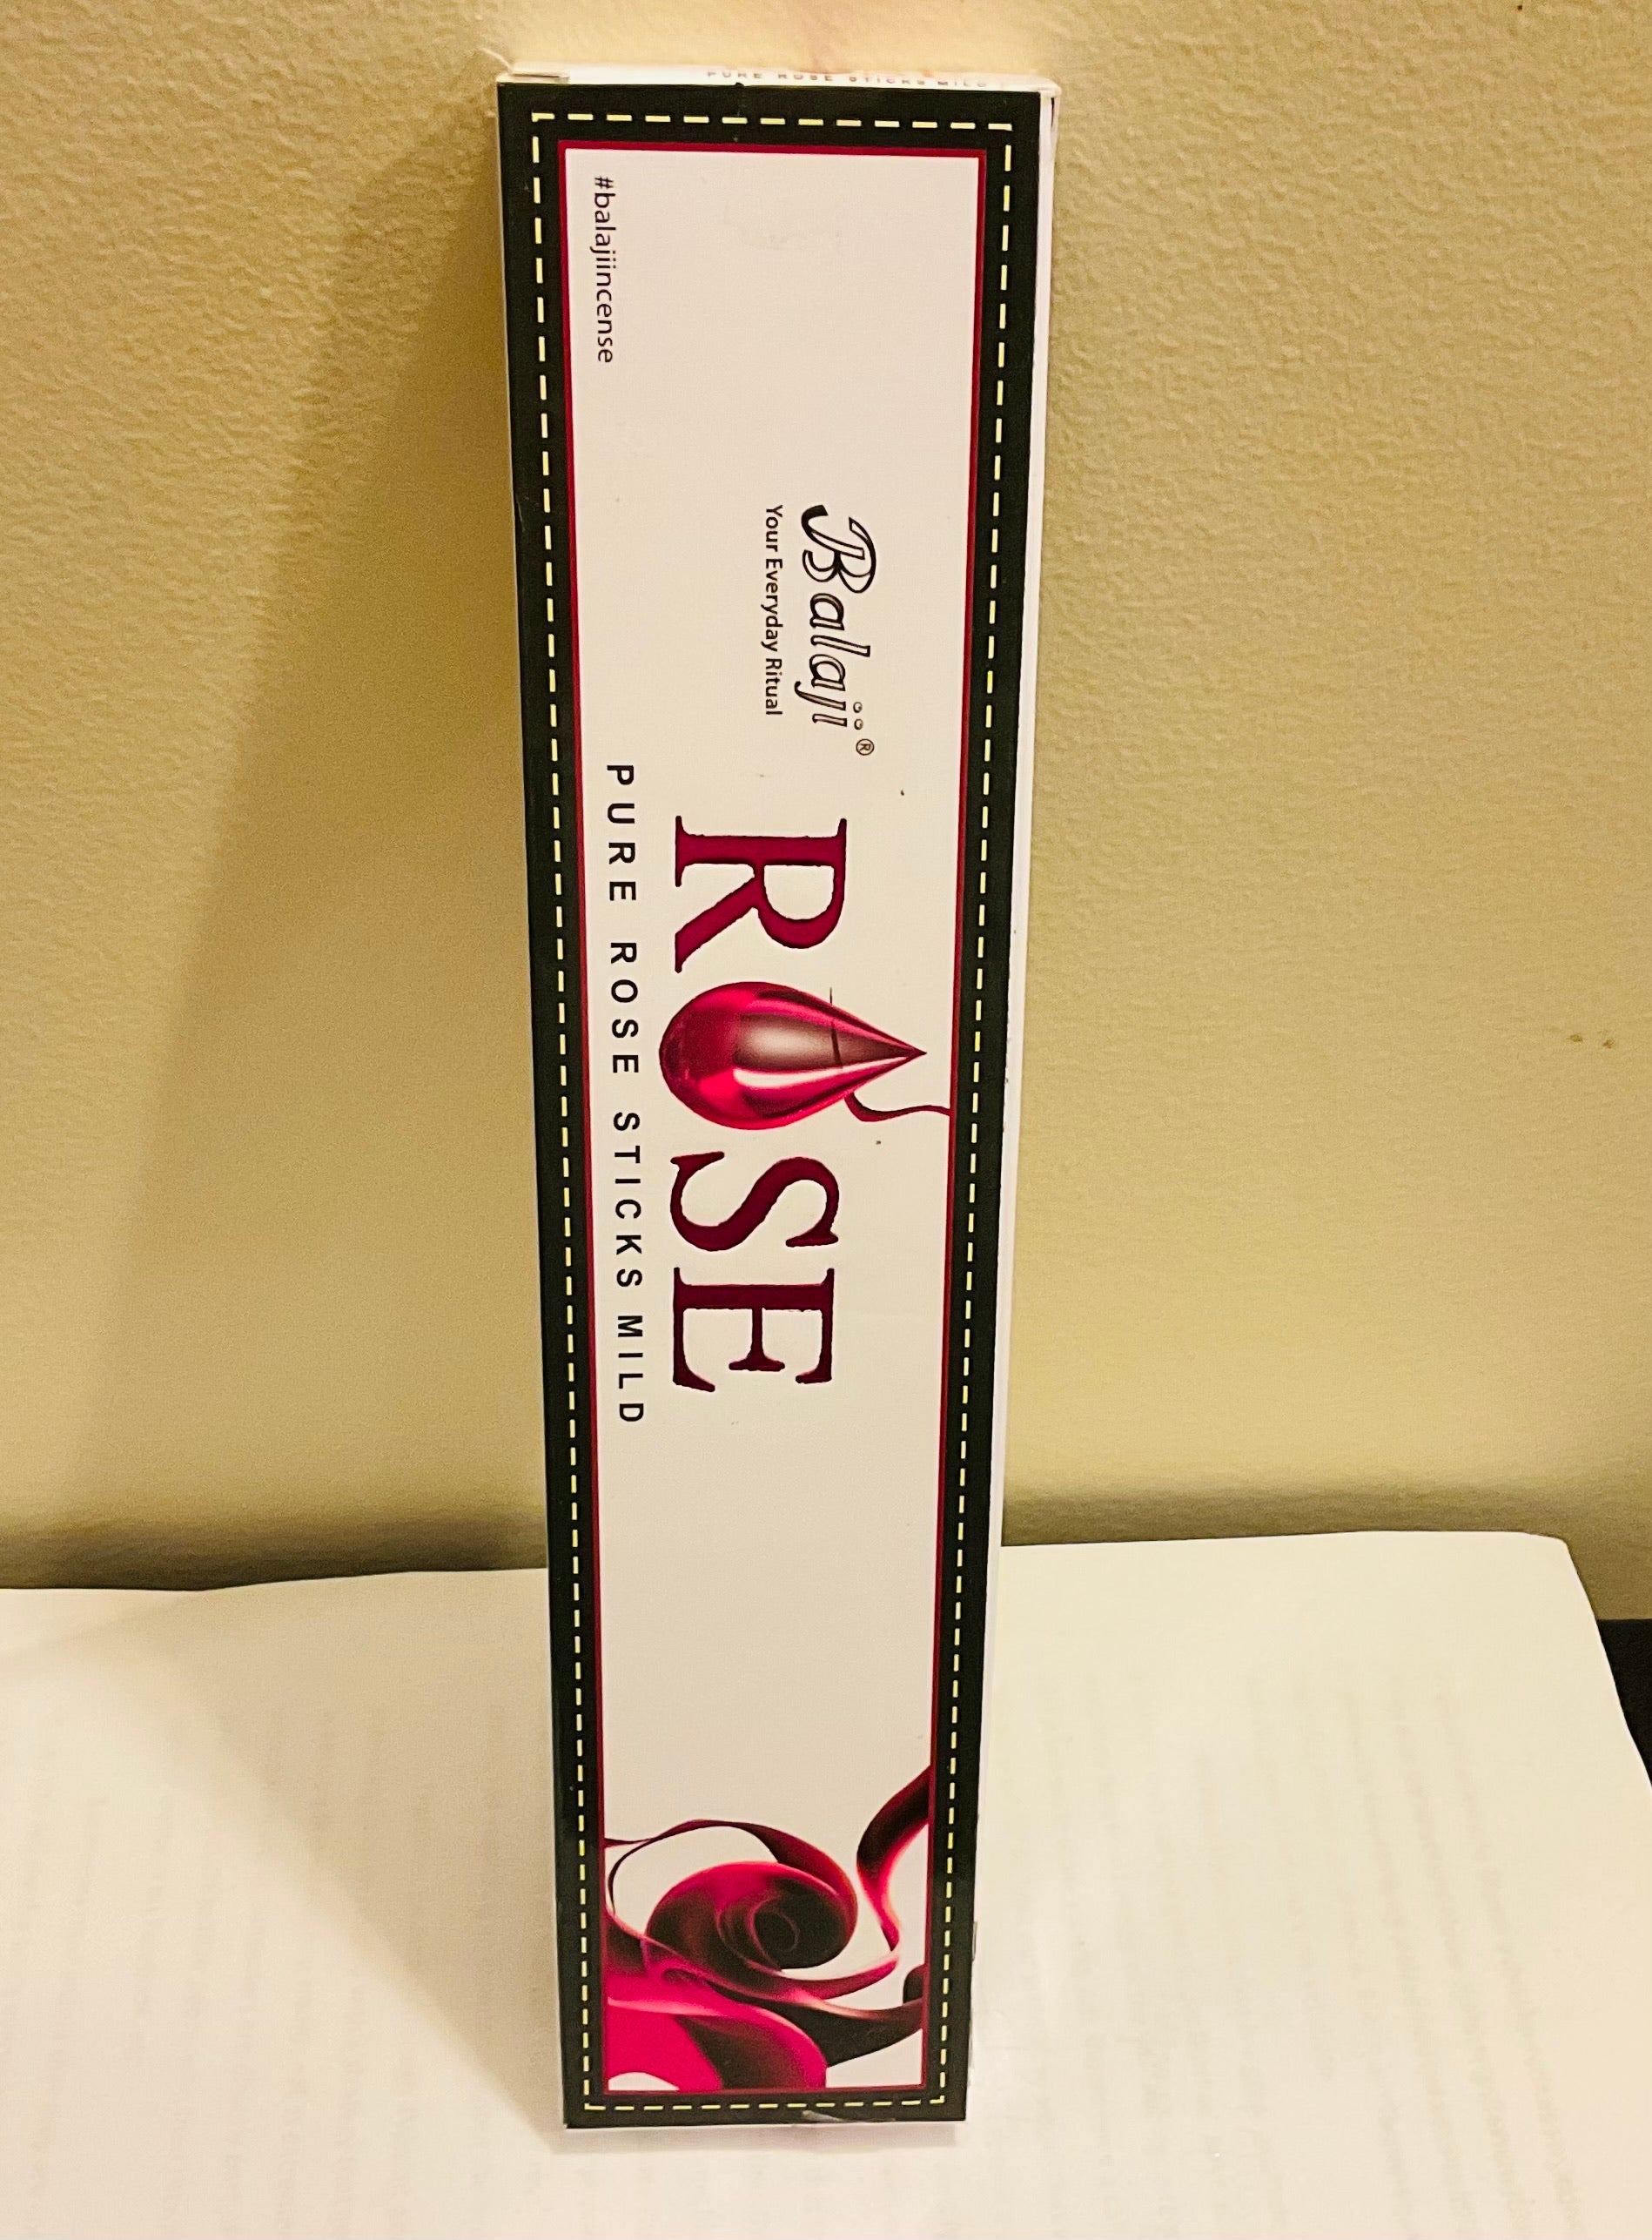 PURE ROSE STICKS MILD
Balaji®
Your Everyday Ritual
ROSE
PURE ROSE STICKS MILD
#balajiincense